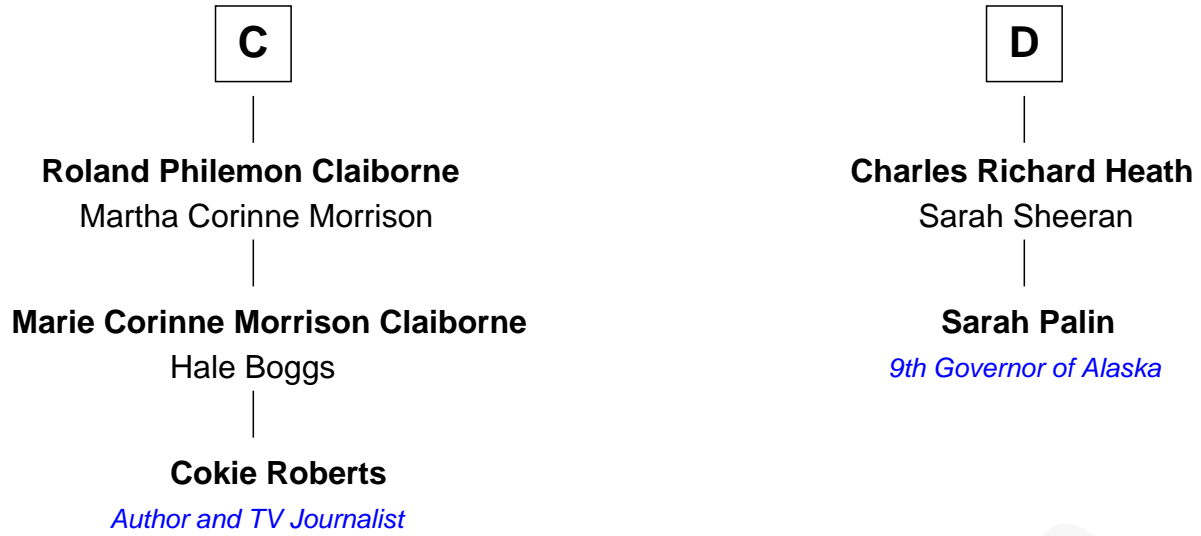 C
Roland Philemon Claiborne
Martha Corinne Morrison
Marie Corinne Morrison Claiborne
Hale Boggs
Cokie Roberts
Author and TV Journalist
D
Charles Richard Heath
Sarah Sheeran
Sarah Palin
9th Governor of Alaska